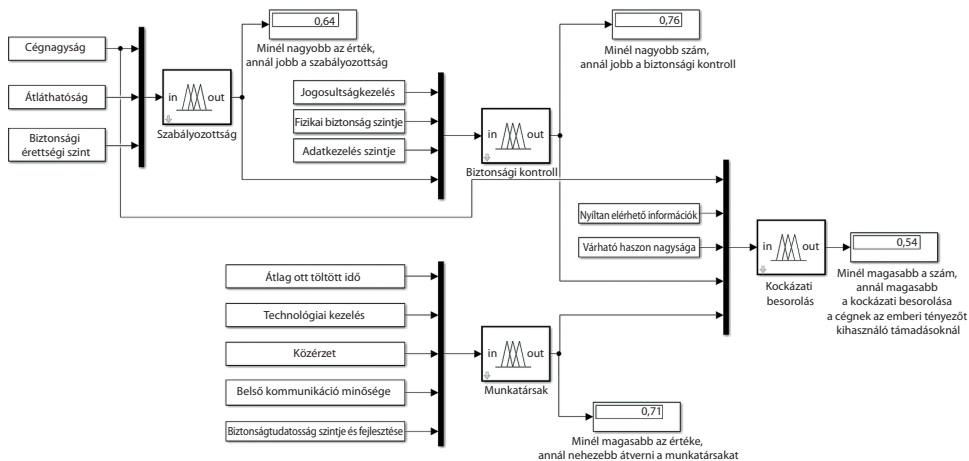 Cégnagyság
Átláthatóság
Biztonsági
érettségi szint
in
out
Szabályozottság
0,64
Minél nagyobb az érték,
annál jobb a szabályozottság
Jogosultságkezelés
Fizikai biztonság szintje
Adatkezelés szintje
in
out
Biztonsági kontroll
0,76
Minél nagyobb szám,
annál jobb a biztonsági kontroll
Nyíltan elérhető információk
Várható haszon nagysága
in
out
Kockázati
besorolás
0,54
Minél magasabb a szám,
annál magasabb
a kockázati besorolása
a cégnek az emberi tényezőt
kihasználó támadásoknál
Átlag ott töltött idő
Technológiai kezelés
Közérzet
Belső kommunikáció minősége
Biztonságtudatosság szintje és fejlesztése
in
out
Munkatársak
0,71
Minél magasabb az értéke,
annál nehezebb átverni a munkatársakat